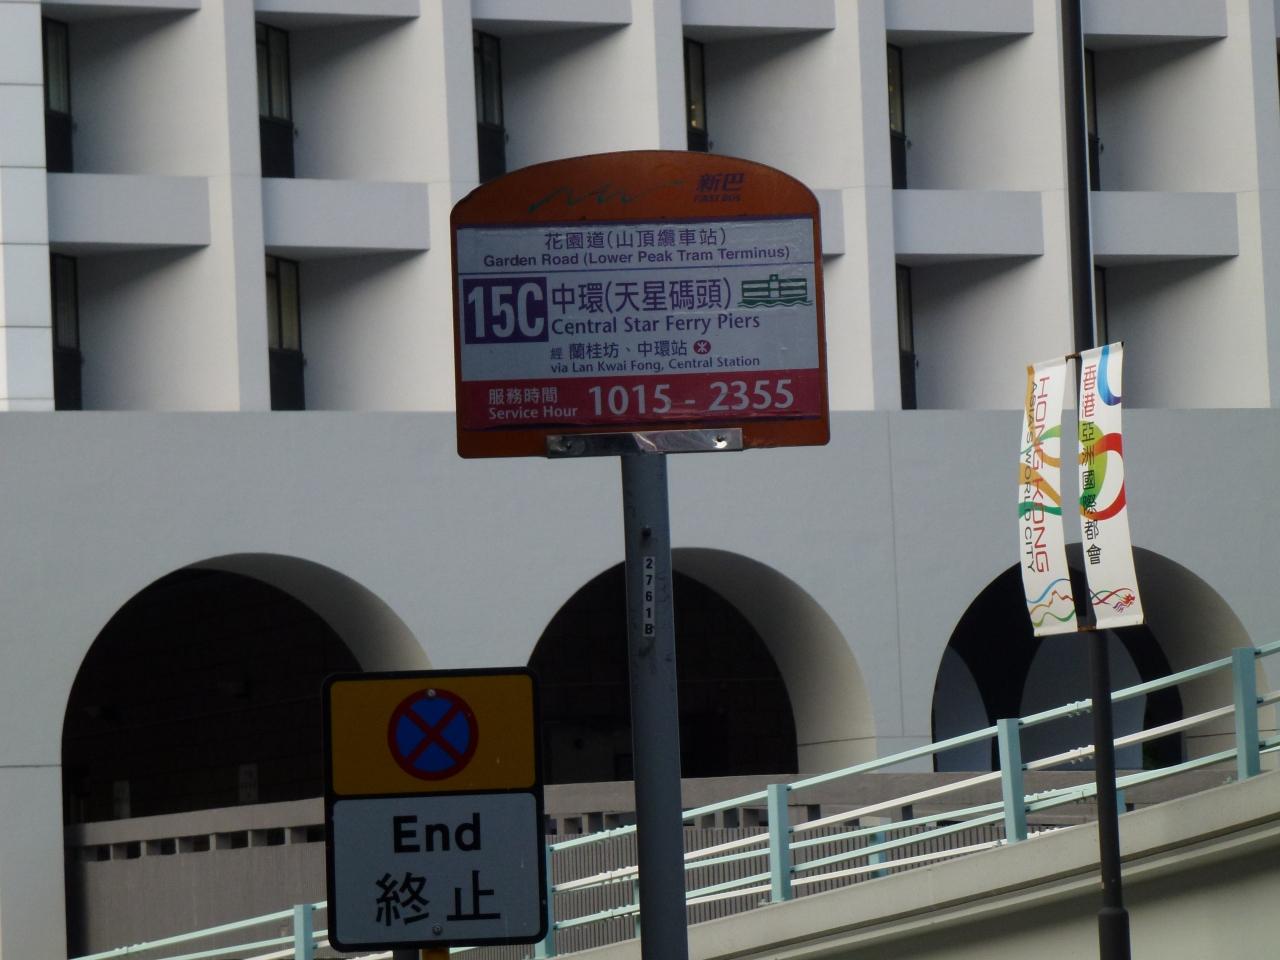 新巴
FIRST BUS
花園道(山頂纜車站)
Garden Road (Lower Peak Tram Terminus)
15C
中環(天星碼頭)
Central Star Ferry Piers
經 蘭桂坊、中環站
via Lan Kwai Fong, Central Station
服務時間
Service Hour
1015 - 2355
2761B
End
終止
HONG KONG
ASIA'S WORLD CITY
香港亞洲國際都會